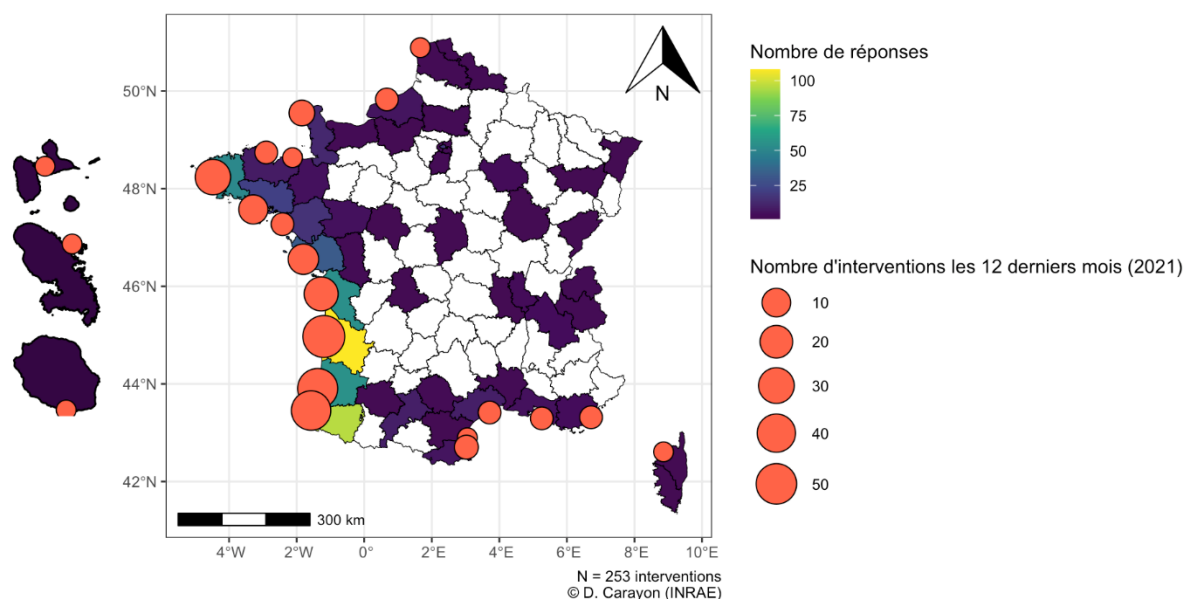 50°N
48°N
46°N
44°N
42°N
4°W
2°W
0°
2°E
4°E
6°E
8°E
10°E
N
300 km
N = 253 interventions
© D. Carayon (INRAE)
Nombre de réponses
100
75
50
25
Nombre d'interventions les 12 derniers mois (2021)
10
20
30
40
50